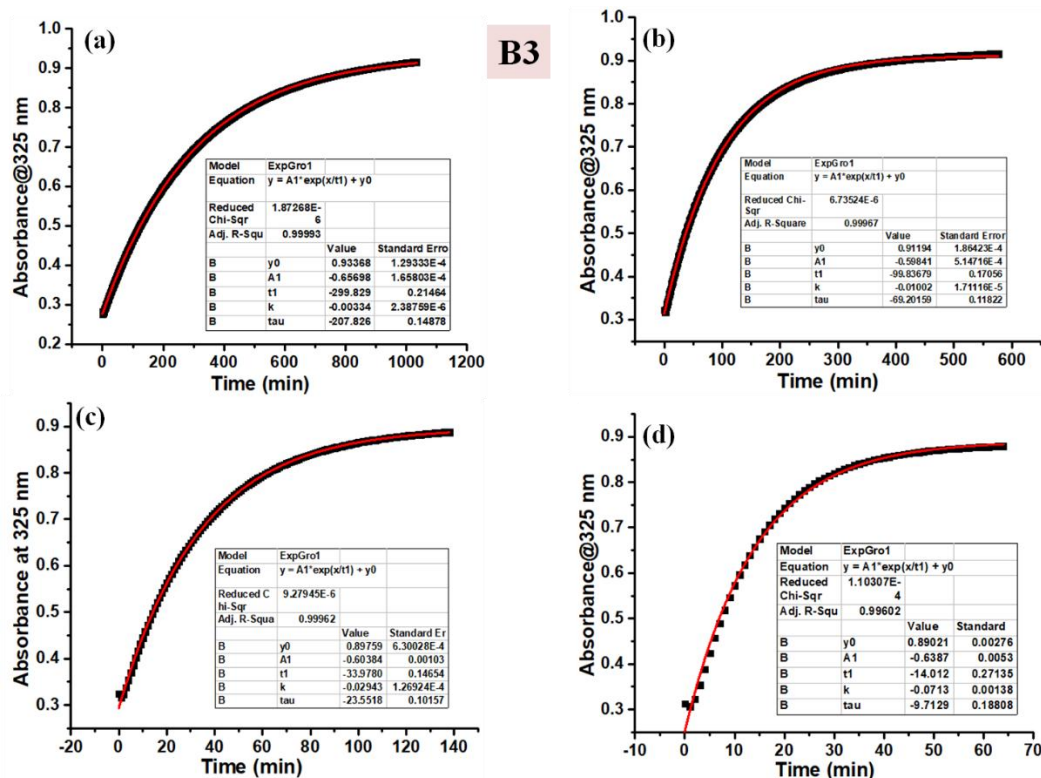 B3
(a)
Absorbance@325 nm
1.0
0.9
0.8
0.7
0.6
0.5
0.4
0.3
0.2
Model ExpGro1
Equation y = A1*exp(x/t1) + y0
Reduced Chi-Sqr 1.87268E-6
Adj. R-Squ 0.99993
Value Standard Error
B y0 0.93368 1.29333E-4
B A1 -0.65698 1.65803E-4
B t1 -299.829 0.21464
B k -0.00334 2.38759E-6
B tau -207.826 0.14878
0 200 400 600 800 1000 1200
Time (min)
(b)
Absorbance@325 nm
1.0
0.9
0.8
0.7
0.6
0.5
0.4
0.3
Model ExpGro1
Equation y = A1*exp(x/t1) + y0
Reduced Chi-Sqr 6.73524E-6
Adj. R-Square 0.99967
Value Standard Error
B y0 0.91194 1.86423E-4
B A1 -0.59841 5.14716E-4
B t1 -99.83679 0.17056
B k -0.01002 1.71116E-5
B tau -69.20159 0.11822
0 100 200 300 400 500 600
Time (min)
(c)
Absorbance at 325 nm
0.9
0.8
0.7
0.6
0.5
0.4
0.3
Model ExpGro1
Equation y = A1*exp(x/t1) + y0
Reduced C
hi-Sqr 9.27945E-6
Adj. R-Squa 0.99962
Value Standard Er
B y0 0.89759 6.30028E-4
B A1 -0.60384 0.00103
B t1 -33.9780 0.14654
B k -0.02943 1.26924E-4
B tau -23.5518 0.10157
-20 0 20 40 60 80 100 120 140
Time (min)
(d)
Absorbance@325 nm
0.9
0.8
0.7
0.6
0.5
0.4
0.3
Model ExpGro1
Equation y = A1*exp(x/t1) + y0
Reduced Chi-Sqr 1.10307E-4
Adj. R-Squ 0.99602
Value Standard
B y0 0.89021 0.00276
B A1 -0.6387 0.0053
B t1 -14.012 0.27135
B k -0.0713 0.00138
B tau -9.7129 0.18808
-10 0 10 20 30 40 50 60 70
Time (min)